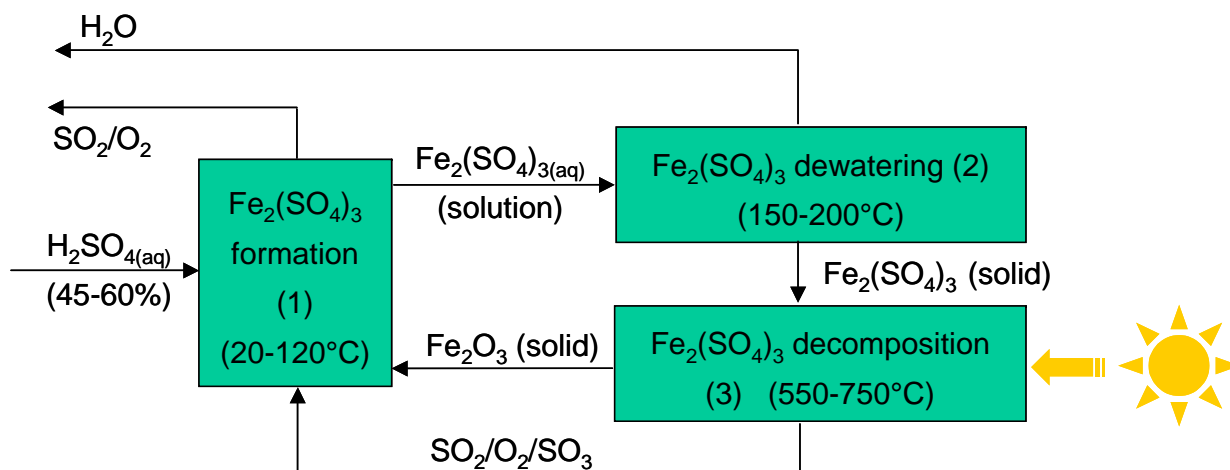 H₂O
SO₂/O₂
Fe₂(SO₄)₃
formation
(1)
(20-120°C)
H₂SO₄(aq)
(45-60%)
Fe₂(SO₄)₃(aq)
(solution)
Fe₂(SO₄)₃ dewatering (2)
(150-200°C)
Fe₂(SO₄)₃ (solid)
Fe₂O₃ (solid)
Fe₂(SO₄)₃ decomposition
(3) (550-750°C)
SO₂/O₂/SO₃